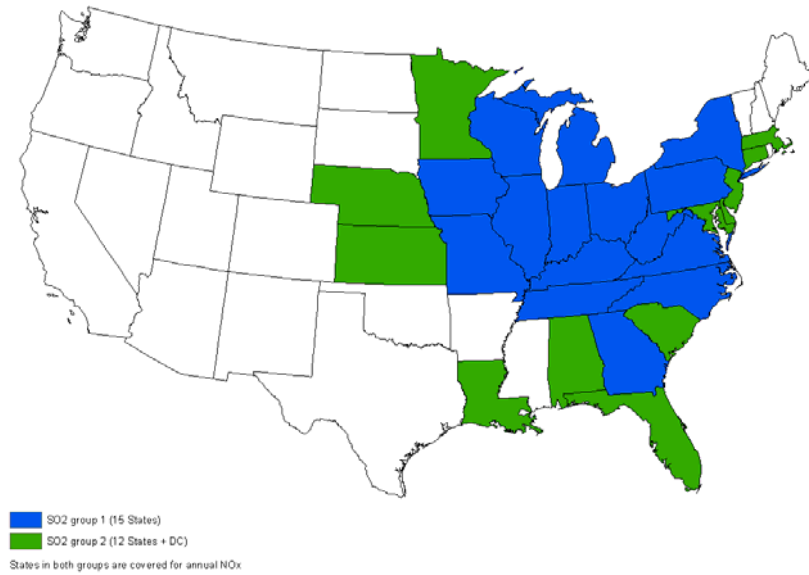 SO2 group 1 (15 States)
SO2 group 2 (12 States + DC)
States in both groups are covered for annual NOx